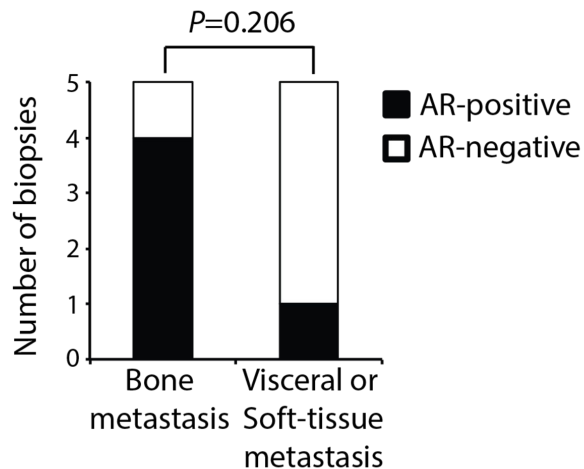 P=0.206
Number of biopsies
5
4
3
2
1
0
AR-positive
AR-negative
Bone
metastasis
Visceral or
Soft-tissue
metastasis